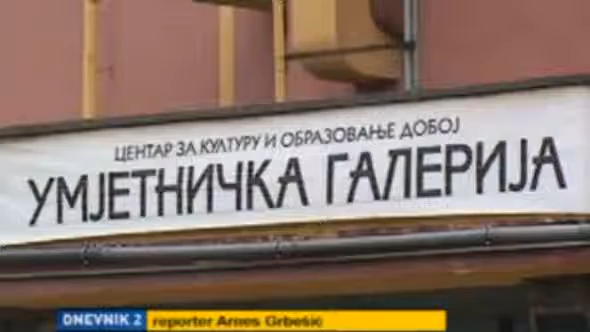 ЦЕНТАР ЗА КУЛТУРУ И ОБРАЗОВАЊЕ ДОБОЈ
УМЈЕТНИЧКА ГАЛЕРИЈА
DNEVNIK 2 reporter Arnes Grbešić